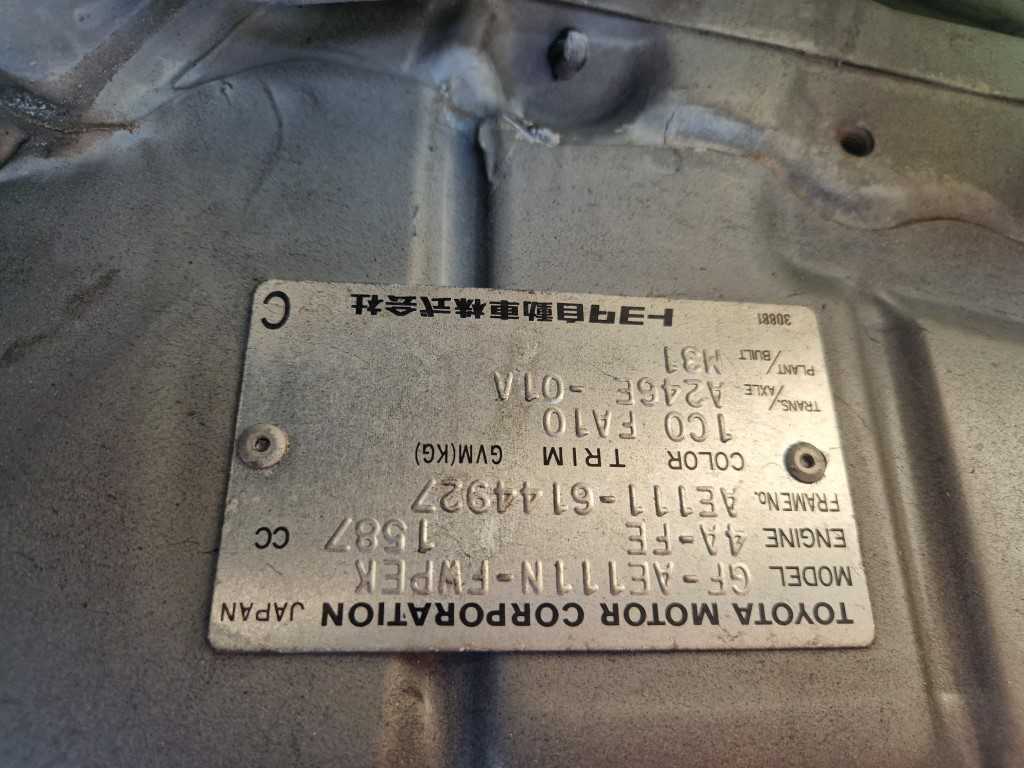 TOYOTA MOTOR CORPORATION JAPAN
MODEL GF-AE111N-FWPEK
ENGINE 4A-FE 1587 CC
FRAME No. AE111-6144927
COLOR TRIM GVM(KG)
1C0 FA10
TRANS./AXLE A246E -01A
PLANT/BUILT M31
30881 トヨタ自動車株式会社 C